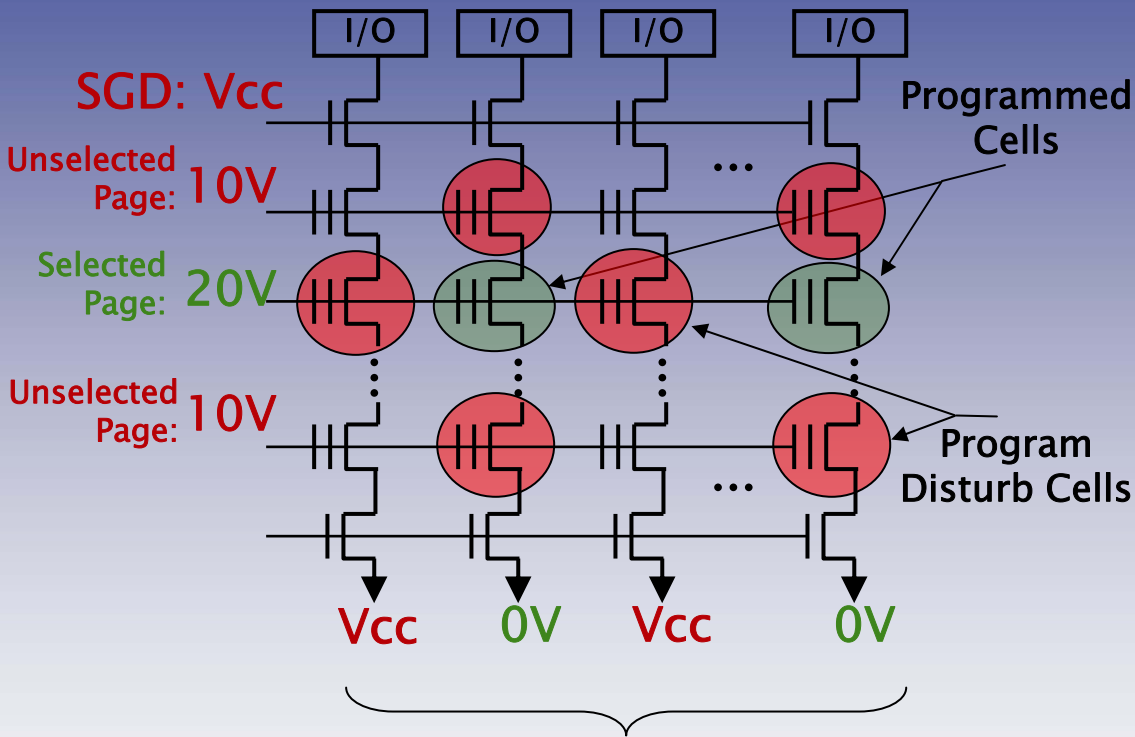 I/O I/O I/O I/O
SGD: Vcc
Programmed
Cells
Unselected
Page: 10V
...
Selected
Page: 20V
Unselected
Page: 10V
Program
Disturb Cells
...
Vcc 0V Vcc 0V